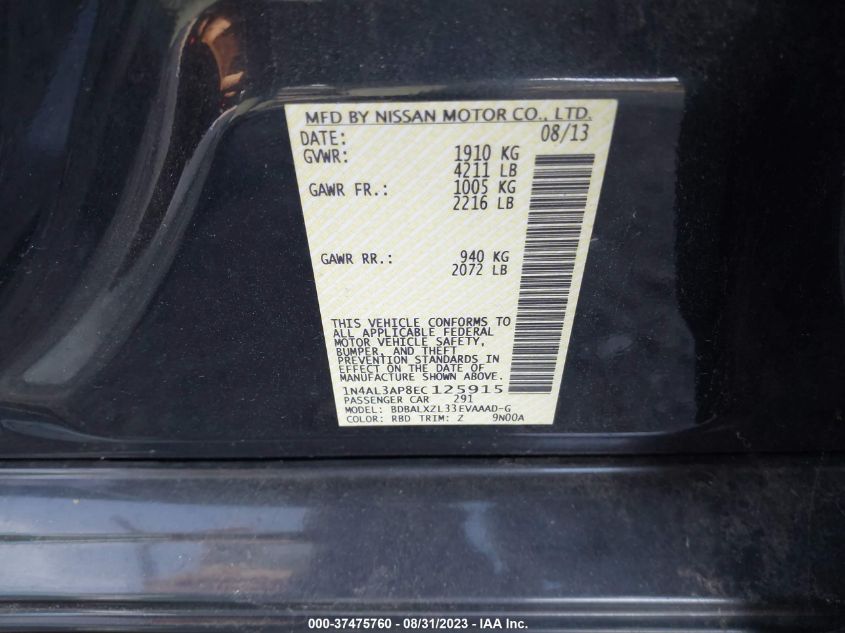 MFD BY NISSAN MOTOR CO., LTD.
DATE: 08/13
GVWR: 1910 KG
4211 LB
GAWR FR.: 1005 KG
2216 LB
GAWR RR.: 940 KG
2072 LB
THIS VEHICLE CONFORMS TO
ALL APPLICABLE FEDERAL
MOTOR VEHICLE SAFETY,
BUMPER, AND THEFT
PREVENTION STANDARDS IN
EFFECT ON THE DATE OF
MANUFACTURE SHOWN ABOVE.
1N4AL3AP8EC125915
PASSENGER CAR 291
MODEL: BDBALXZL33EVAAAD-G
COLOR: RBD TRIM: Z 9N00A
000-37475760 - 08/31/2023 - IAA Inc.